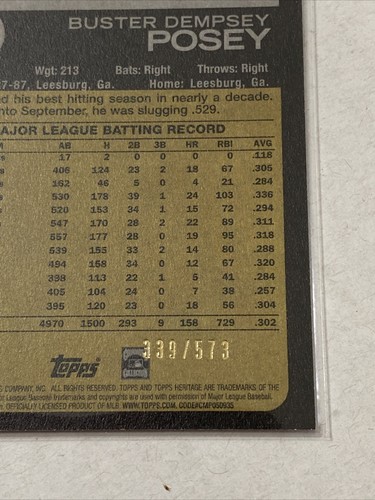 BUSTER DEMPSEY
POSEY
Wgt: 213 Bats: Right Throws: Right
7-87, Leesburg, Ga. Home: Leesburg, Ga.
d his best hitting season in nearly a decade.
nto September, he was slugging .529.
MAJOR LEAGUE BATTING RECORD
M AB H 2B 3B HR RBI AVG
s 17 2 0 0 0 0 .118
s 406 124 23 2 18 67 .305
s 162 46 5 0 4 21 .284
s 530 178 39 1 24 103 .336
s 520 153 34 1 15 72 .294
s 547 170 28 2 22 89 .311
s 557 177 28 0 19 95 .318
s 539 155 33 2 14 80 .288
s 494 158 34 0 12 67 .320
s 398 113 22 1 5 41 .284
s 405 104 24 0 7 38 .257
s 395 120 23 0 18 56 .304
4970 1500 293 9 158 729 .302
339/573
topps
S COMPANY, INC. ALL RIGHTS RESERVED. TOPPS AND TOPPS HERITAGE ARE TRADEMARKS OF THE
or League Baseball trademarks and copyrights are used with permission of Major League Baseball.
OFFICIALLY LICENSED PRODUCT OF MLB. WWW.TOPPS.COM. CODE#CMP050935